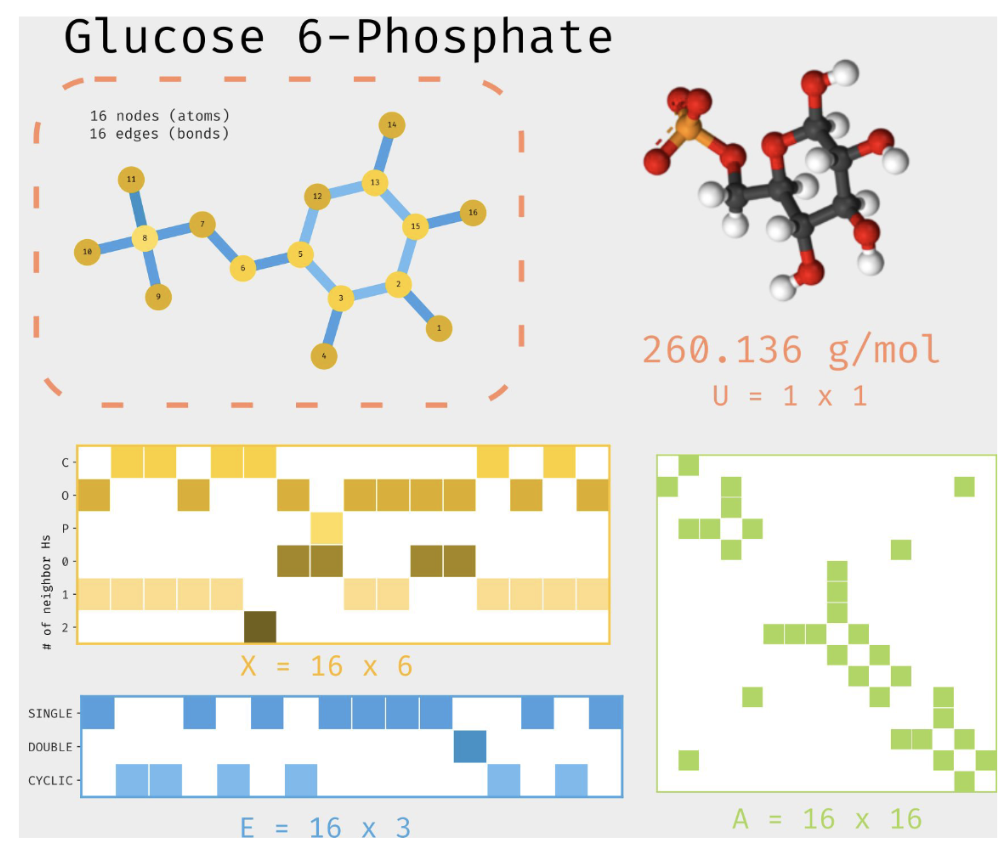 Glucose 6-Phosphate
16 nodes (atoms)
16 edges (bonds)
14
11
13
12
16
15
7
8
10
5
6
2
3
9
1
4
260.136 g/mol
U = 1 x 1
C
O
P
0
1
2
# of neighbor Hs
X = 16 x 6
SINGLE
DOUBLE
CYCLIC
E = 16 x 3
A = 16 x 16